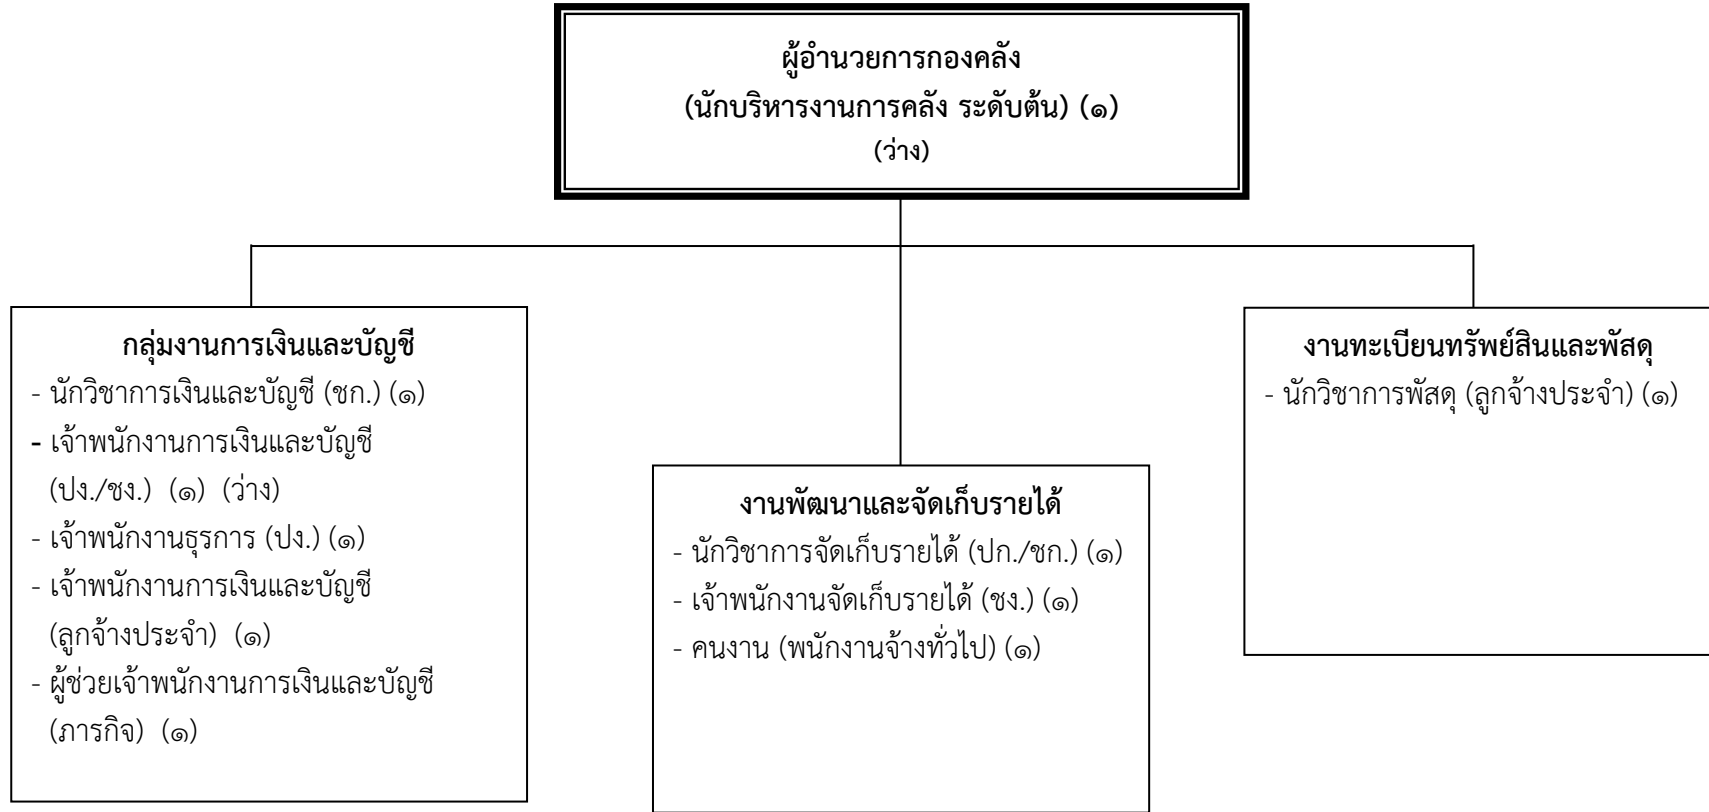 ผู้อำนวยการกองคลัง
(นักบริหารงานการคลัง ระดับต้น) (๑)
(ว่าง)
กลุ่มงานการเงินและบัญชี
- นักวิชาการเงินและบัญชี (ชก.) (๑)
- เจ้าพนักงานการเงินและบัญชี
(ปง./ชง.) (๑) (ว่าง)
- เจ้าพนักงานธุรการ (ปง.) (๑)
- เจ้าพนักงานการเงินและบัญชี
(ลูกจ้างประจำ) (๑)
- ผู้ช่วยเจ้าพนักงานการเงินและบัญชี
(ภารกิจ) (๑)
งานพัฒนาและจัดเก็บรายได้
- นักวิชาการจัดเก็บรายได้ (ปก./ชก.) (๑)
- เจ้าพนักงานจัดเก็บรายได้ (ชง.) (๑)
- คนงาน (พนักงานจ้างทั่วไป) (๑)
งานทะเบียนทรัพย์สินและพัสดุ
- นักวิชาการพัสดุ (ลูกจ้างประจำ) (๑)